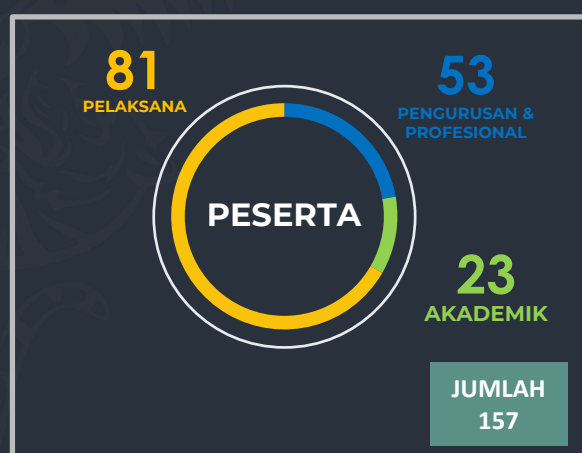 81
PELAKSANA
53
PENGURUSAN &
PROFESIONAL
PESERTA
23
AKADEMIK
JUMLAH
157